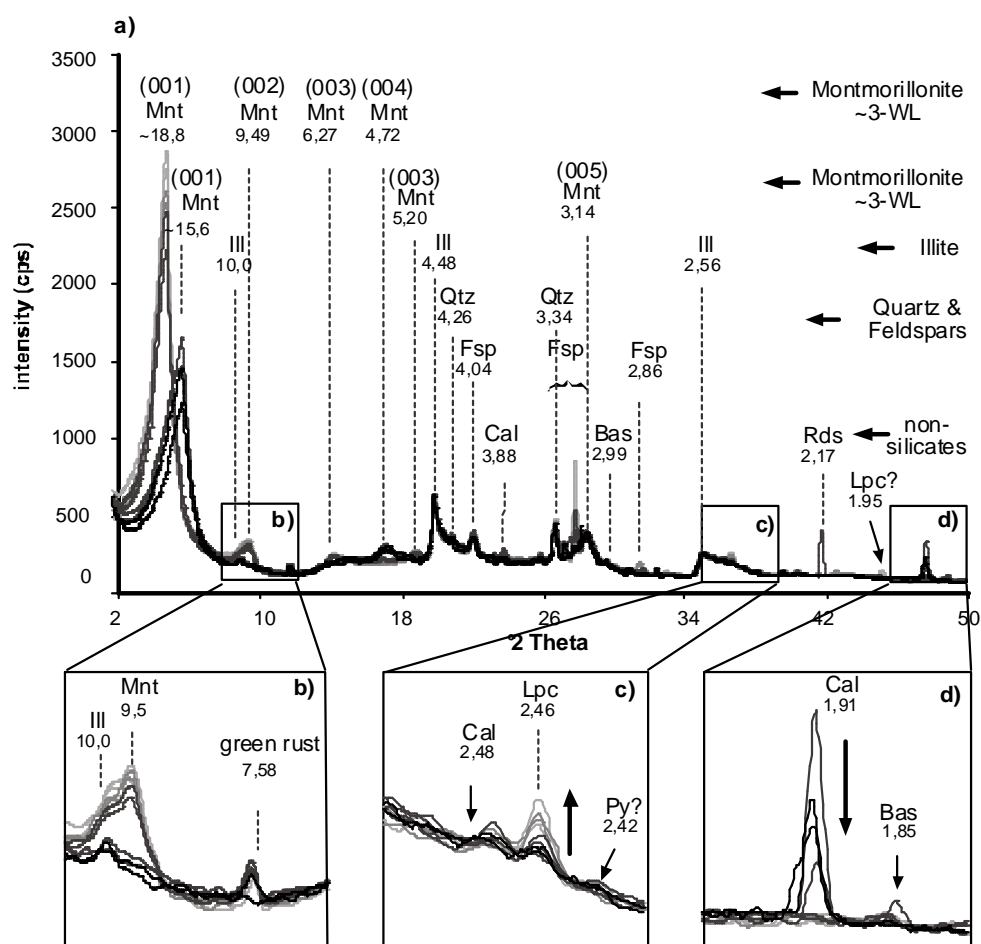 a)
3500
3000
2500
2000
1500
1000
500
0
intensity (cps)
(001)
Mnt
~18,8
(002)
Mnt
9,49
(003)
Mnt
6,27
(004)
Mnt
4,72
(001)
Mnt
~15,6
(003)
Mnt
5,20
(005)
Mnt
3,14
Ill
10,0
Ill
4,48
Ill
2,56
Qtz
4,26
Qtz
3,34
Fsp
4,04
Fsp
Fsp
2,86
Cal
3,88
Bas
2,99
Rds
2,17
Lpc?
1.95
Montmorillonite
~3-WL
Montmorillonite
~3-WL
Illite
Quartz &
Feldspars
non-
silicates
b)
c)
d)
2
10
18
26
34
42
50
°2 Theta
b)
Mnt
9,5
Ill
10,0
green rust
7,58
c)
Lpc
2,46
Cal
2,48
Py?
2,42
d)
Cal
1,91
Bas
1,85